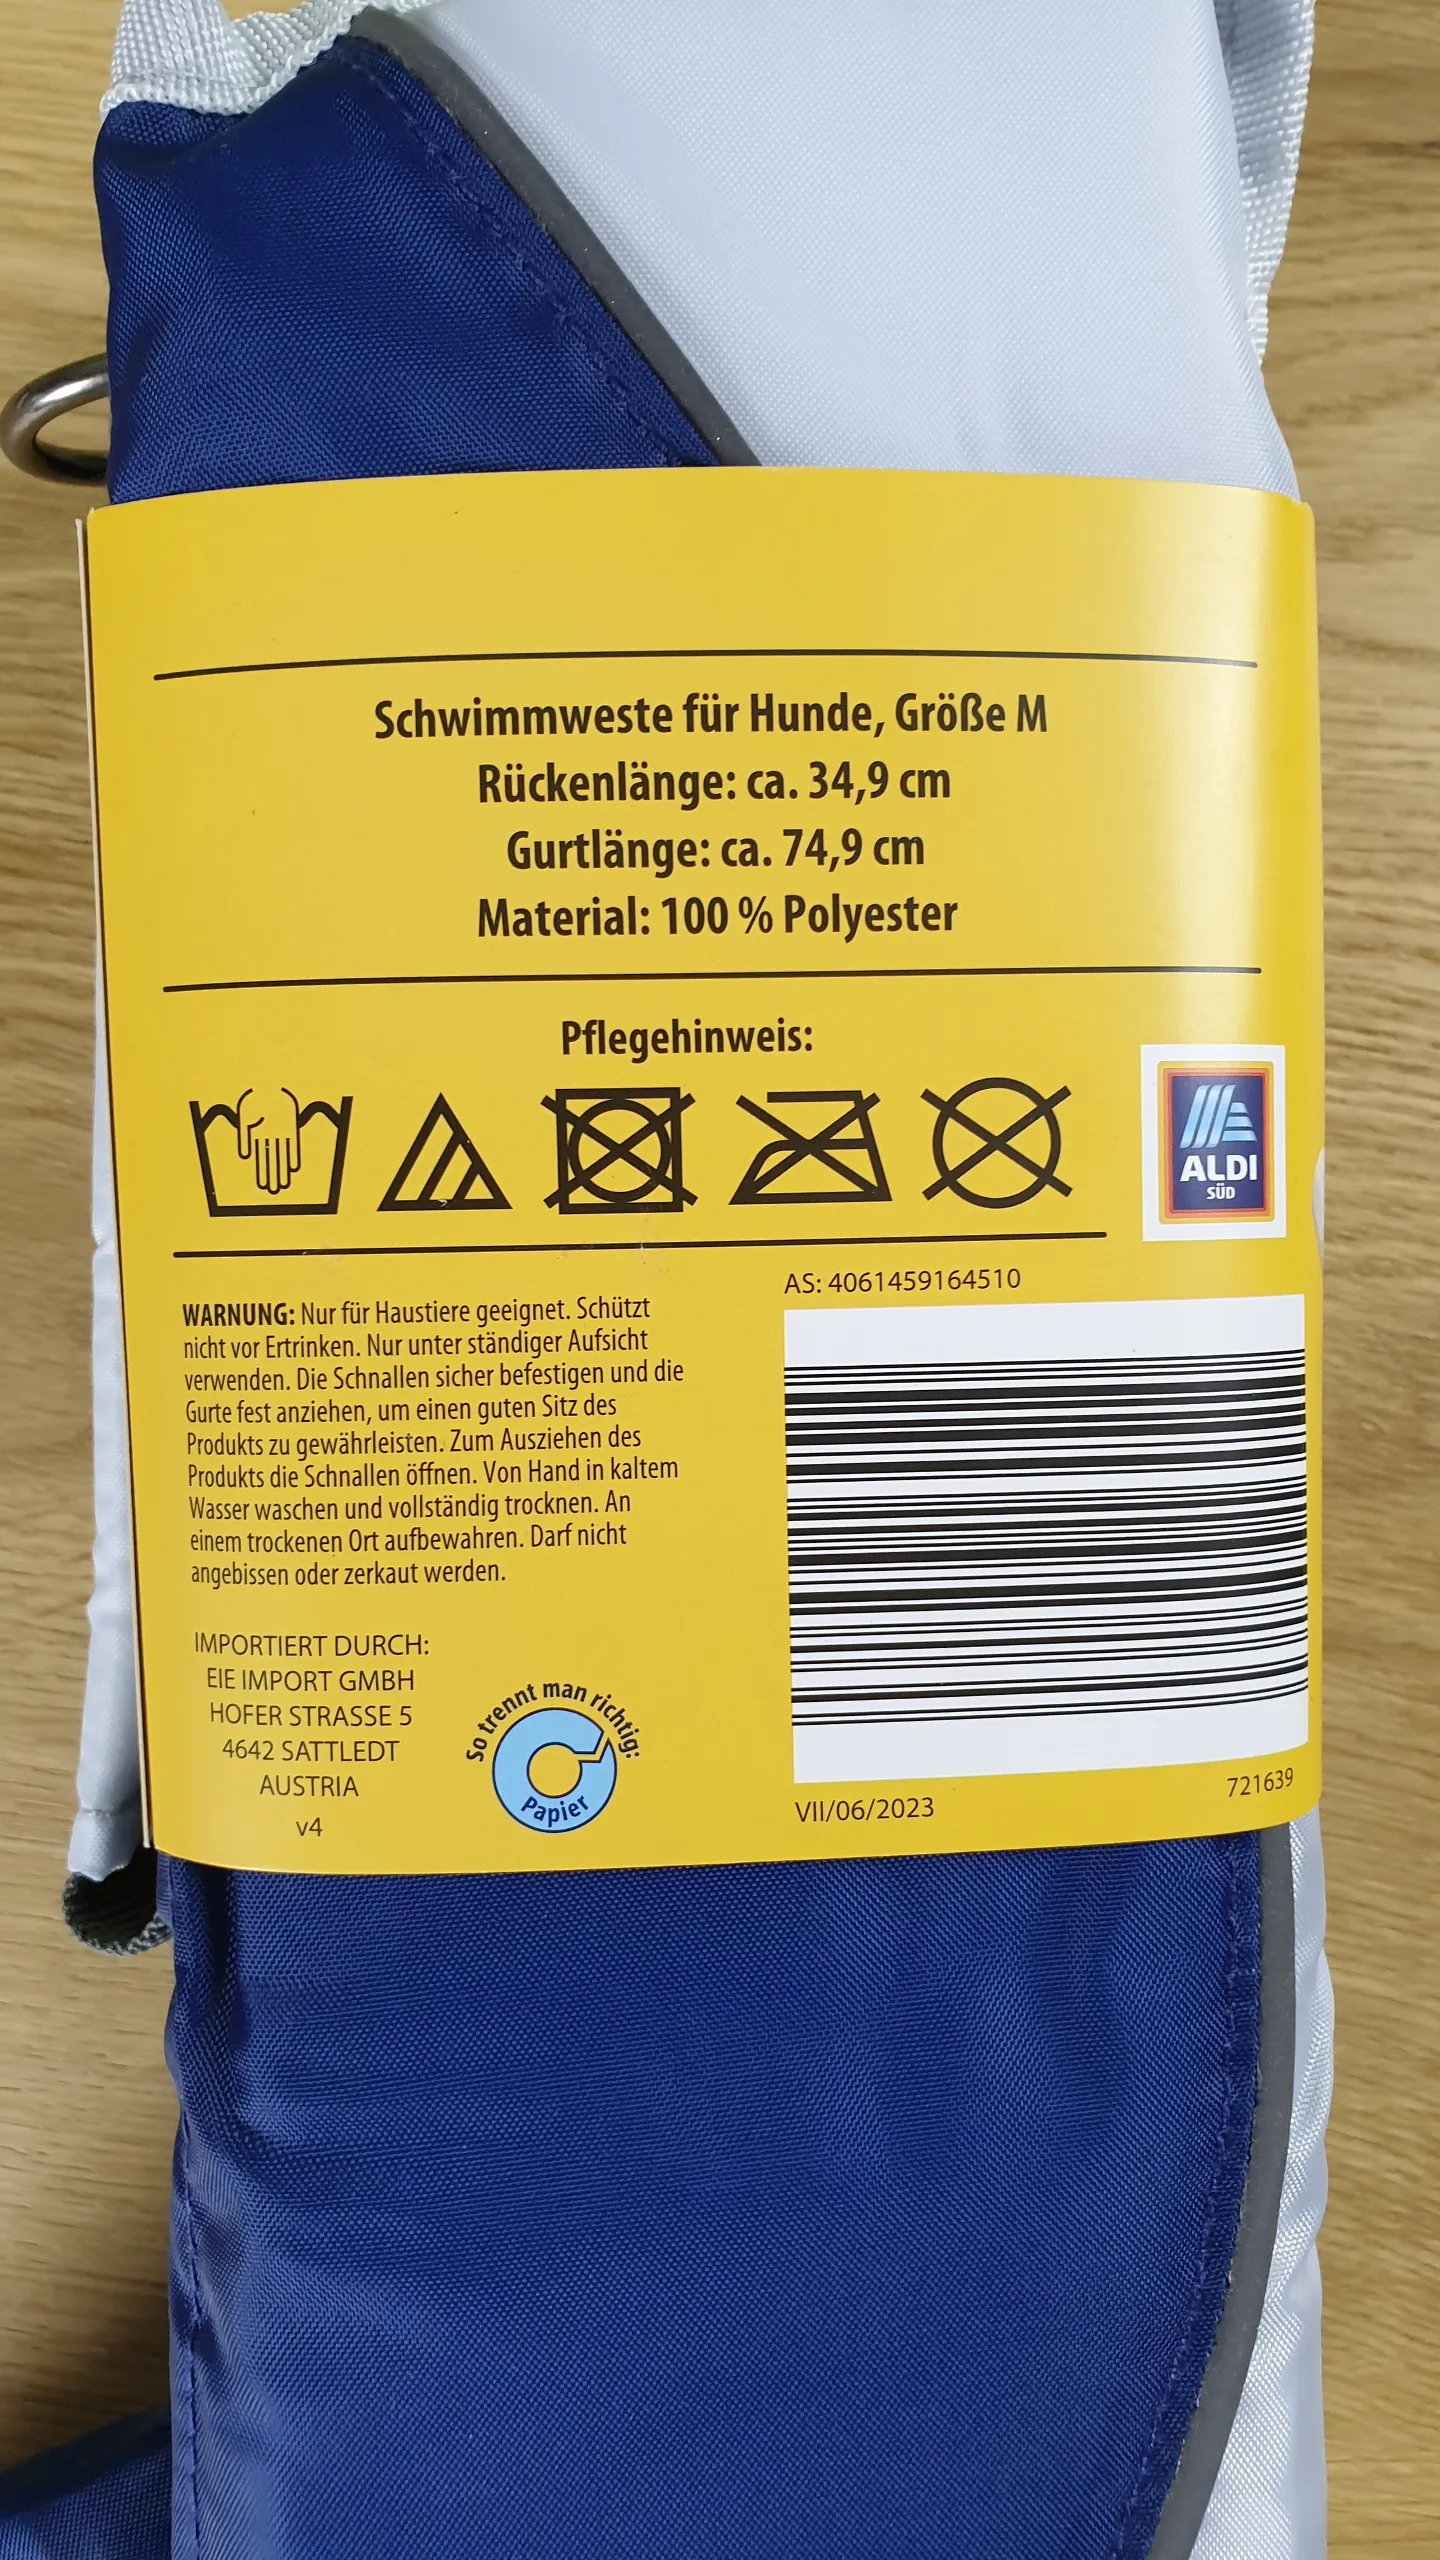 Schwimmweste für Hunde, Größe M
Rückenlänge: ca. 34,9 cm
Gurtlänge: ca. 74,9 cm
Material: 100 % Polyester
Pflegehinweis:
ALDI
SÜD
WARNUNG: Nur für Haustiere geeignet. Schützt
nicht vor Ertrinken. Nur unter ständiger Aufsicht
verwenden. Die Schnallen sicher befestigen und die
Gurte fest anziehen, um einen guten Sitz des
Produkts zu gewährleisten. Zum Ausziehen des
Produkts die Schnallen öffnen. Von Hand in kaltem
Wasser waschen und vollständig trocknen. An
einem trockenen Ort aufbewahren. Darf nicht
angebissen oder zerkaut werden.
IMPORTIERT DURCH:
EIE IMPORT GMBH
HOFER STRASSE 5
4642 SATTLEDT
AUSTRIA
v4
So trennt man richtig:
Papier
AS: 4061459164510
VII/06/2023
721639